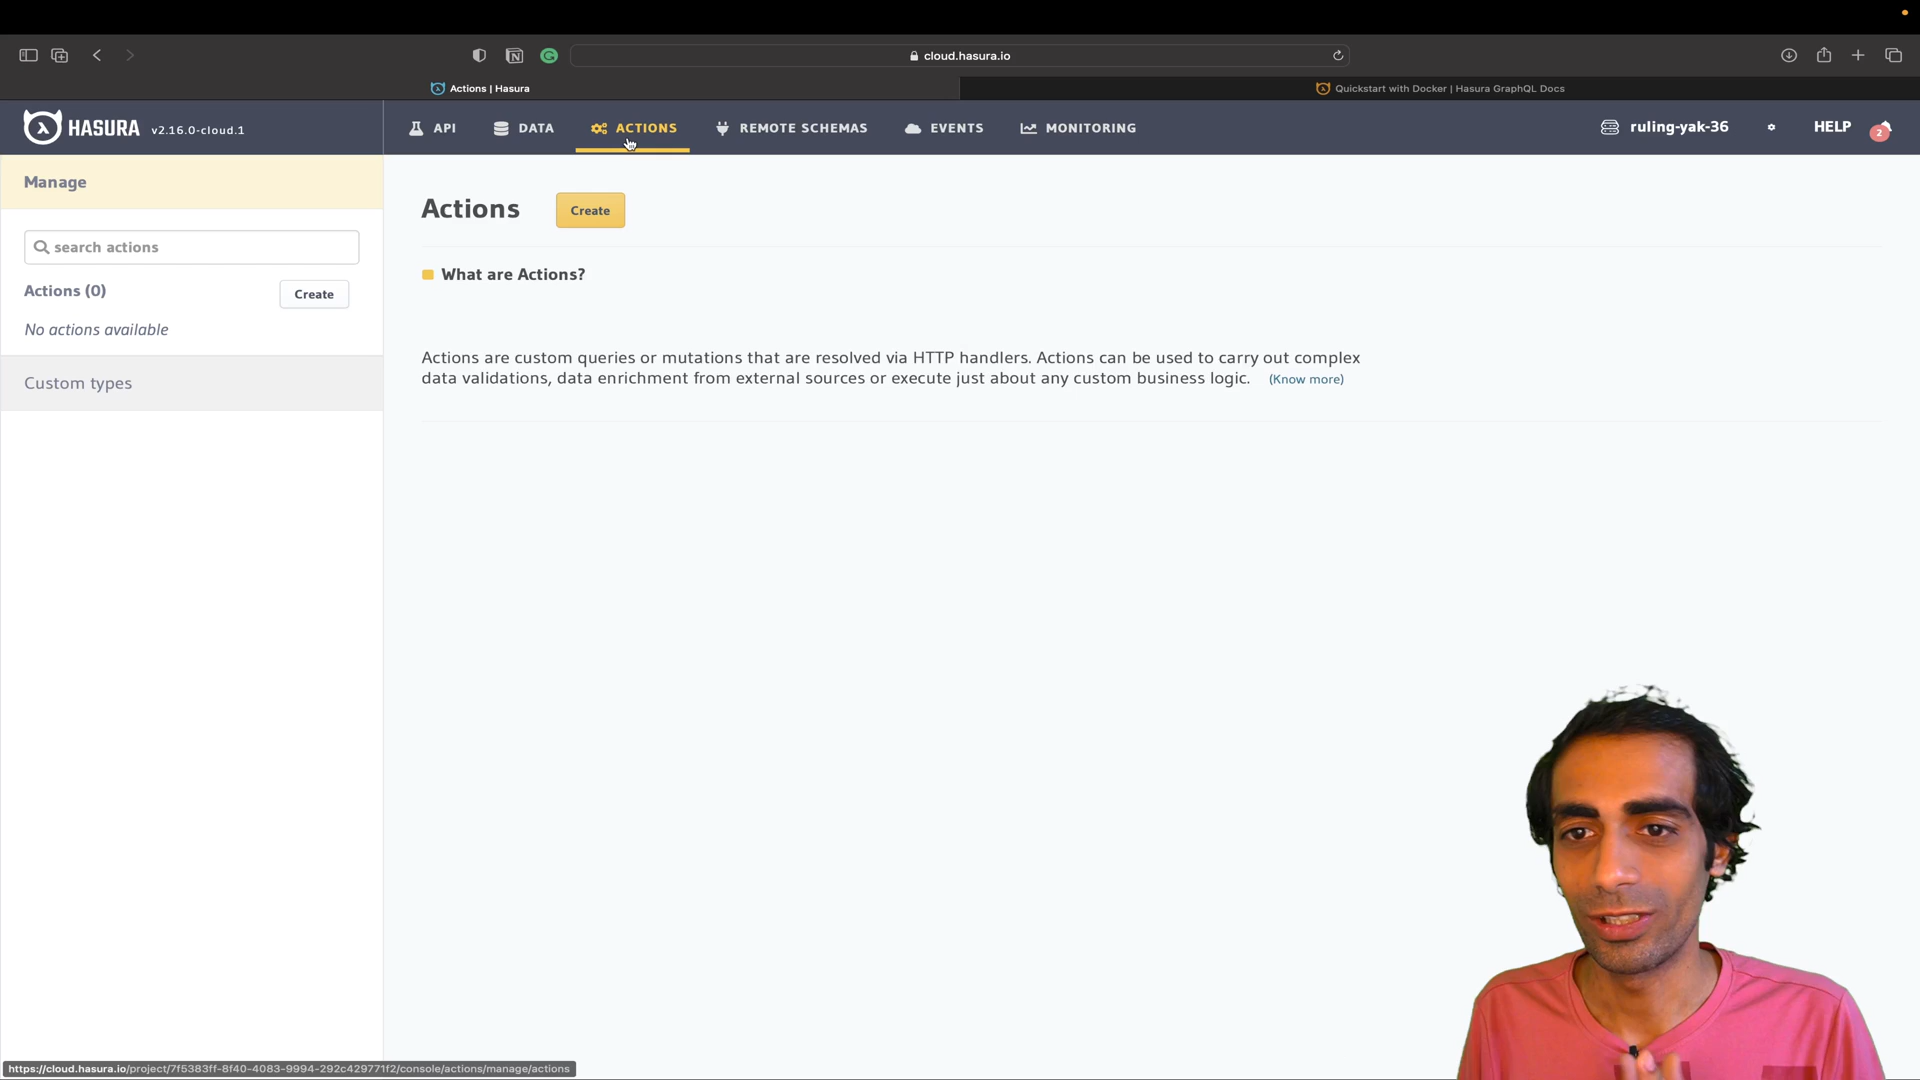 cloud.hasura.io
Actions | Hasura
Quickstart with Docker | Hasura GraphQL Docs
HASURA v2.16.0-cloud.1
API
DATA
ACTIONS
REMOTE SCHEMAS
EVENTS
MONITORING
ruling-yak-36
HELP
2
Manage
search actions
Actions (0)
Create
No actions available
Custom types
Actions
Create
What are Actions?
Actions are custom queries or mutations that are resolved via HTTP handlers. Actions can be used to carry out complex
data validations, data enrichment from external sources or execute just about any custom business logic. (Know more)
https://cloud.hasura.io/project/7f5383ff-8f40-4083-9994-292c429771f2/console/actions/manage/actions